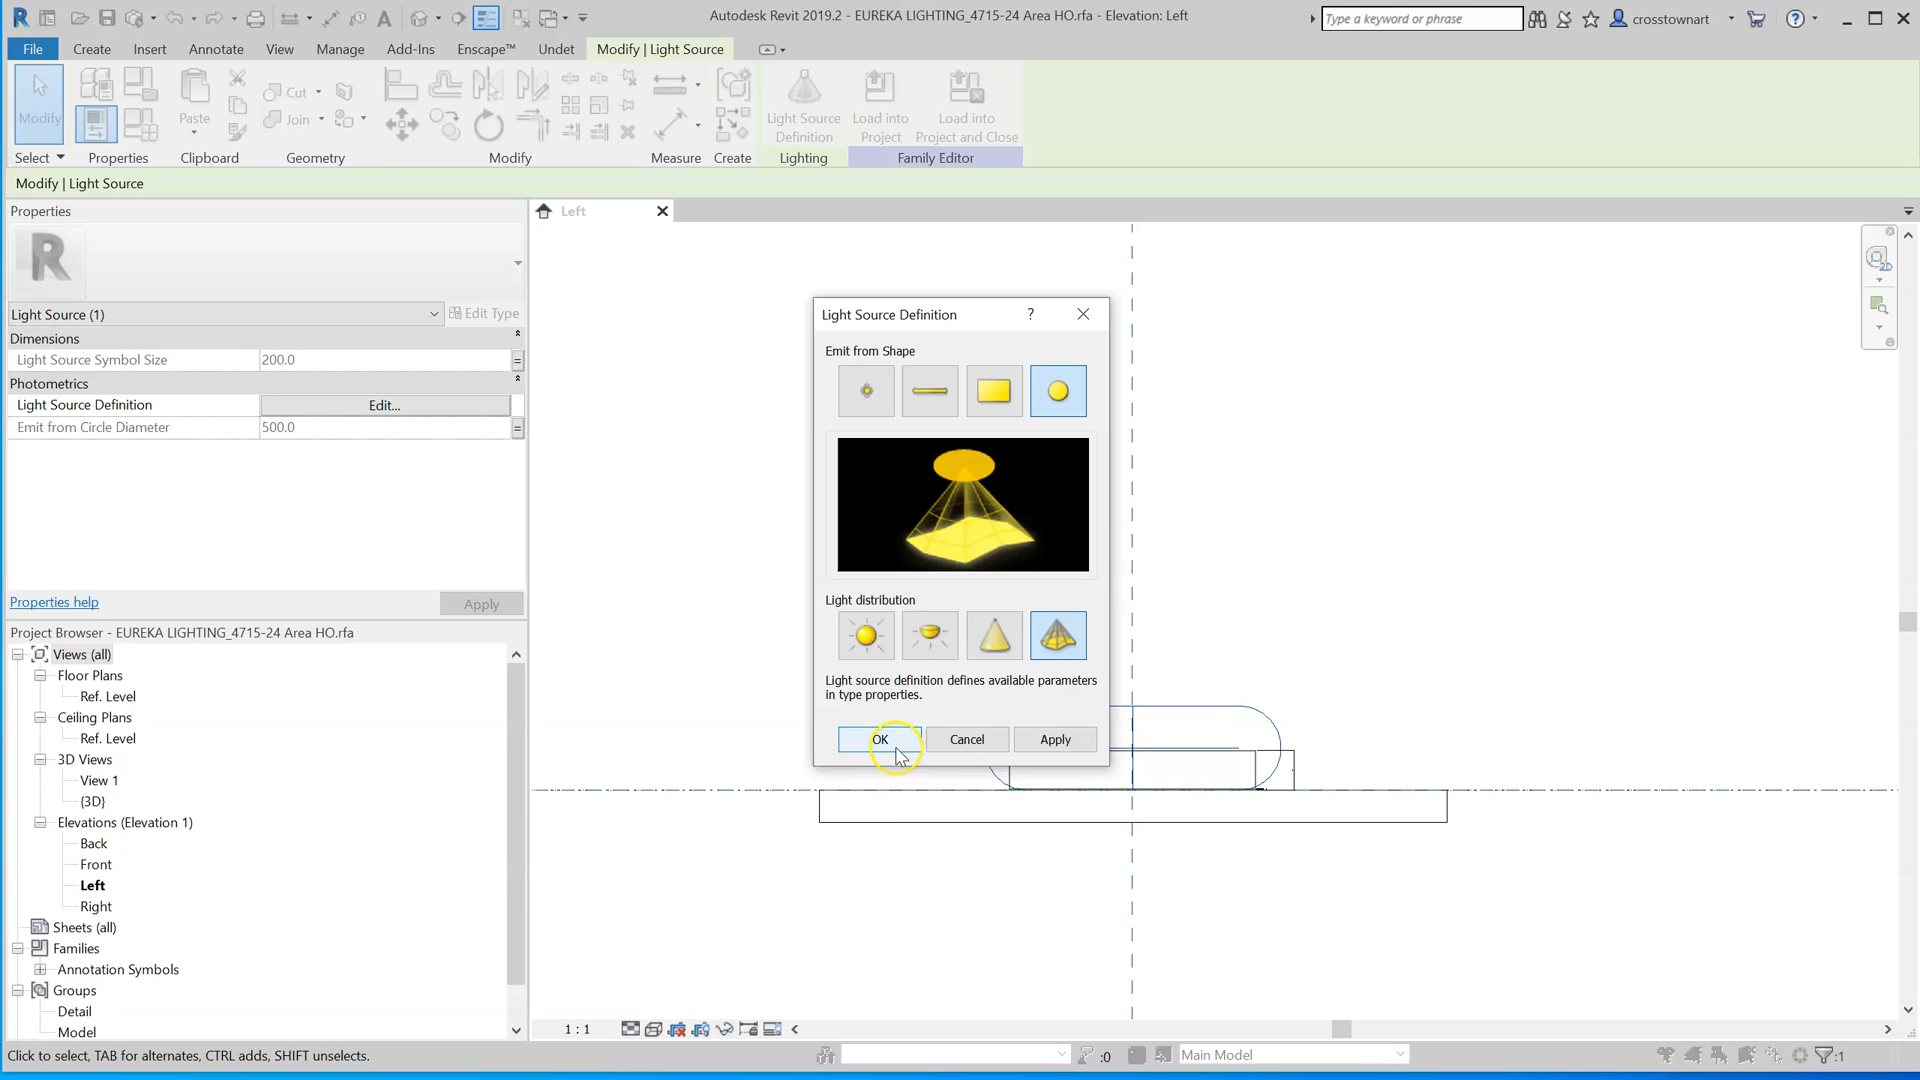 Autodesk Revit 2019.2 - EUREKA LIGHTING_4715-24 Area HO.rfa - Elevation: Left
Type a keyword or phrase
crosstownart
File Create Insert Annotate View Manage Add-Ins Enscape™ Undet Modify | Light Source
Modify
Paste
Cut
Join
Light Source
Definition
Load into
Project
Load into
Project and Close
Select Properties Clipboard Geometry Modify Measure Create Lighting Family Editor
Modify | Light Source
Properties
Left
Light Source (1)
Edit Type
Dimensions
Light Source Symbol Size 200.0
Photometrics
Light Source Definition Edit...
Emit from Circle Diameter 500.0
Properties help
Apply
Project Browser - EUREKA LIGHTING_4715-24 Area HO.rfa
Views (all)
Floor Plans
Ref. Level
Ceiling Plans
Ref. Level
3D Views
View 1
{3D}
Elevations (Elevation 1)
Back
Front
Left
Right
Sheets (all)
Families
Annotation Symbols
Groups
Detail
Model
Light Source Definition
?
Emit from Shape
Light distribution
Light source definition defines available parameters
in type properties.
OK Cancel Apply
1 : 1
Click to select, TAB for alternates, CTRL adds, SHIFT unselects.
:0
Main Model
:1